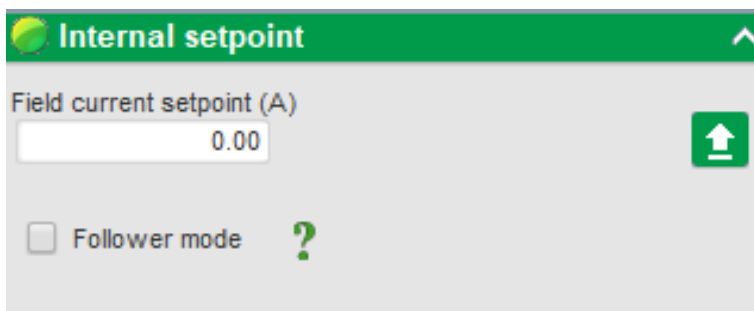 Internal setpoint
Field current setpoint (A)
0.00
Follower mode ?